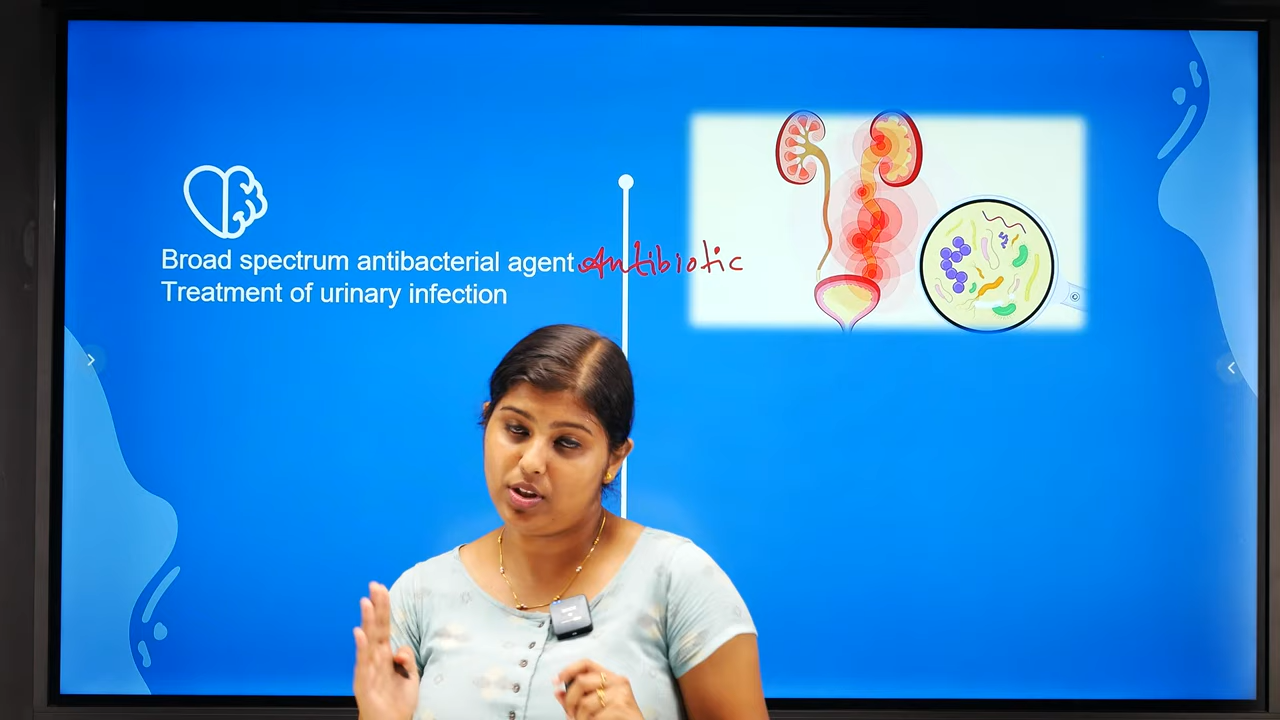 Broad spectrum antibacterial agent Antibiotic
Treatment of urinary infection